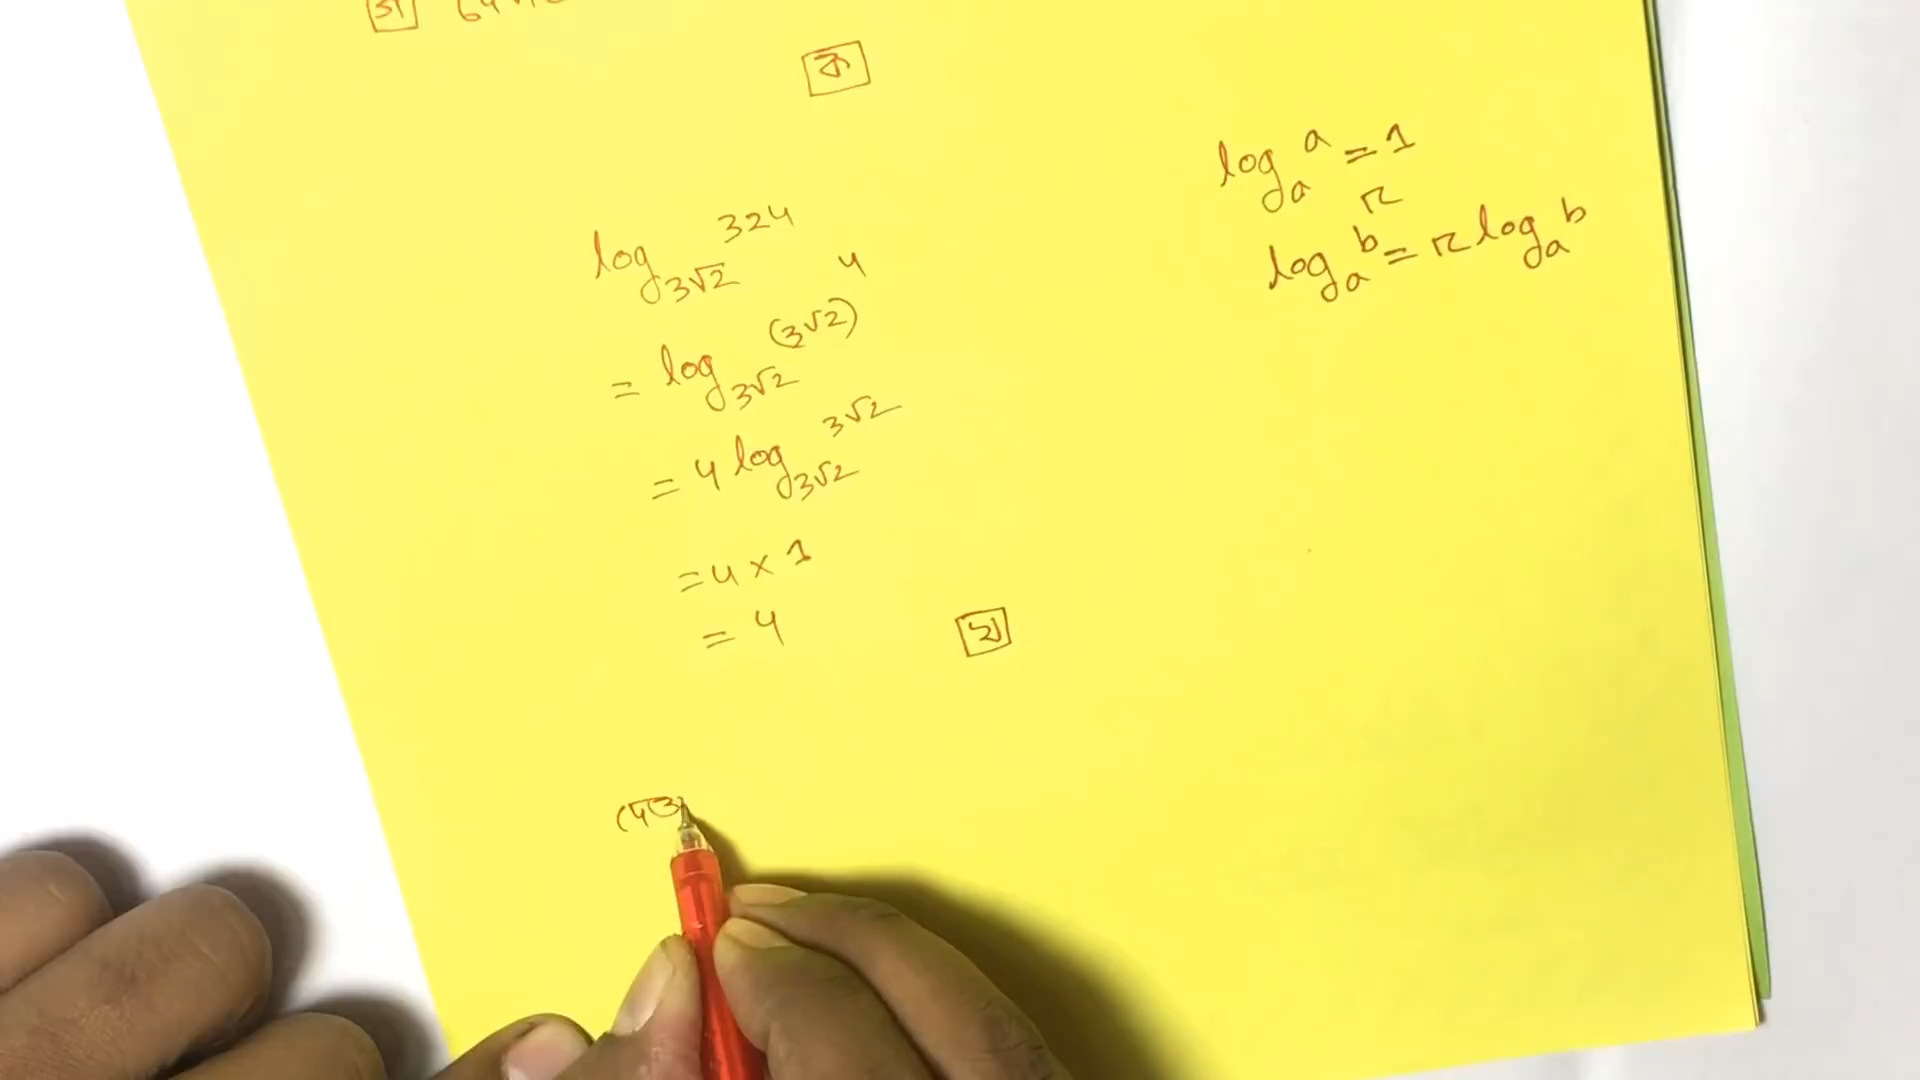 গ
ক
log_{3√2} 324
= log_{3√2} (3√2)^4
= 4 log_{3√2} 3√2
= 4 × 1
= 4
log_a a = 1
log_a b^r = r log_a b
খ